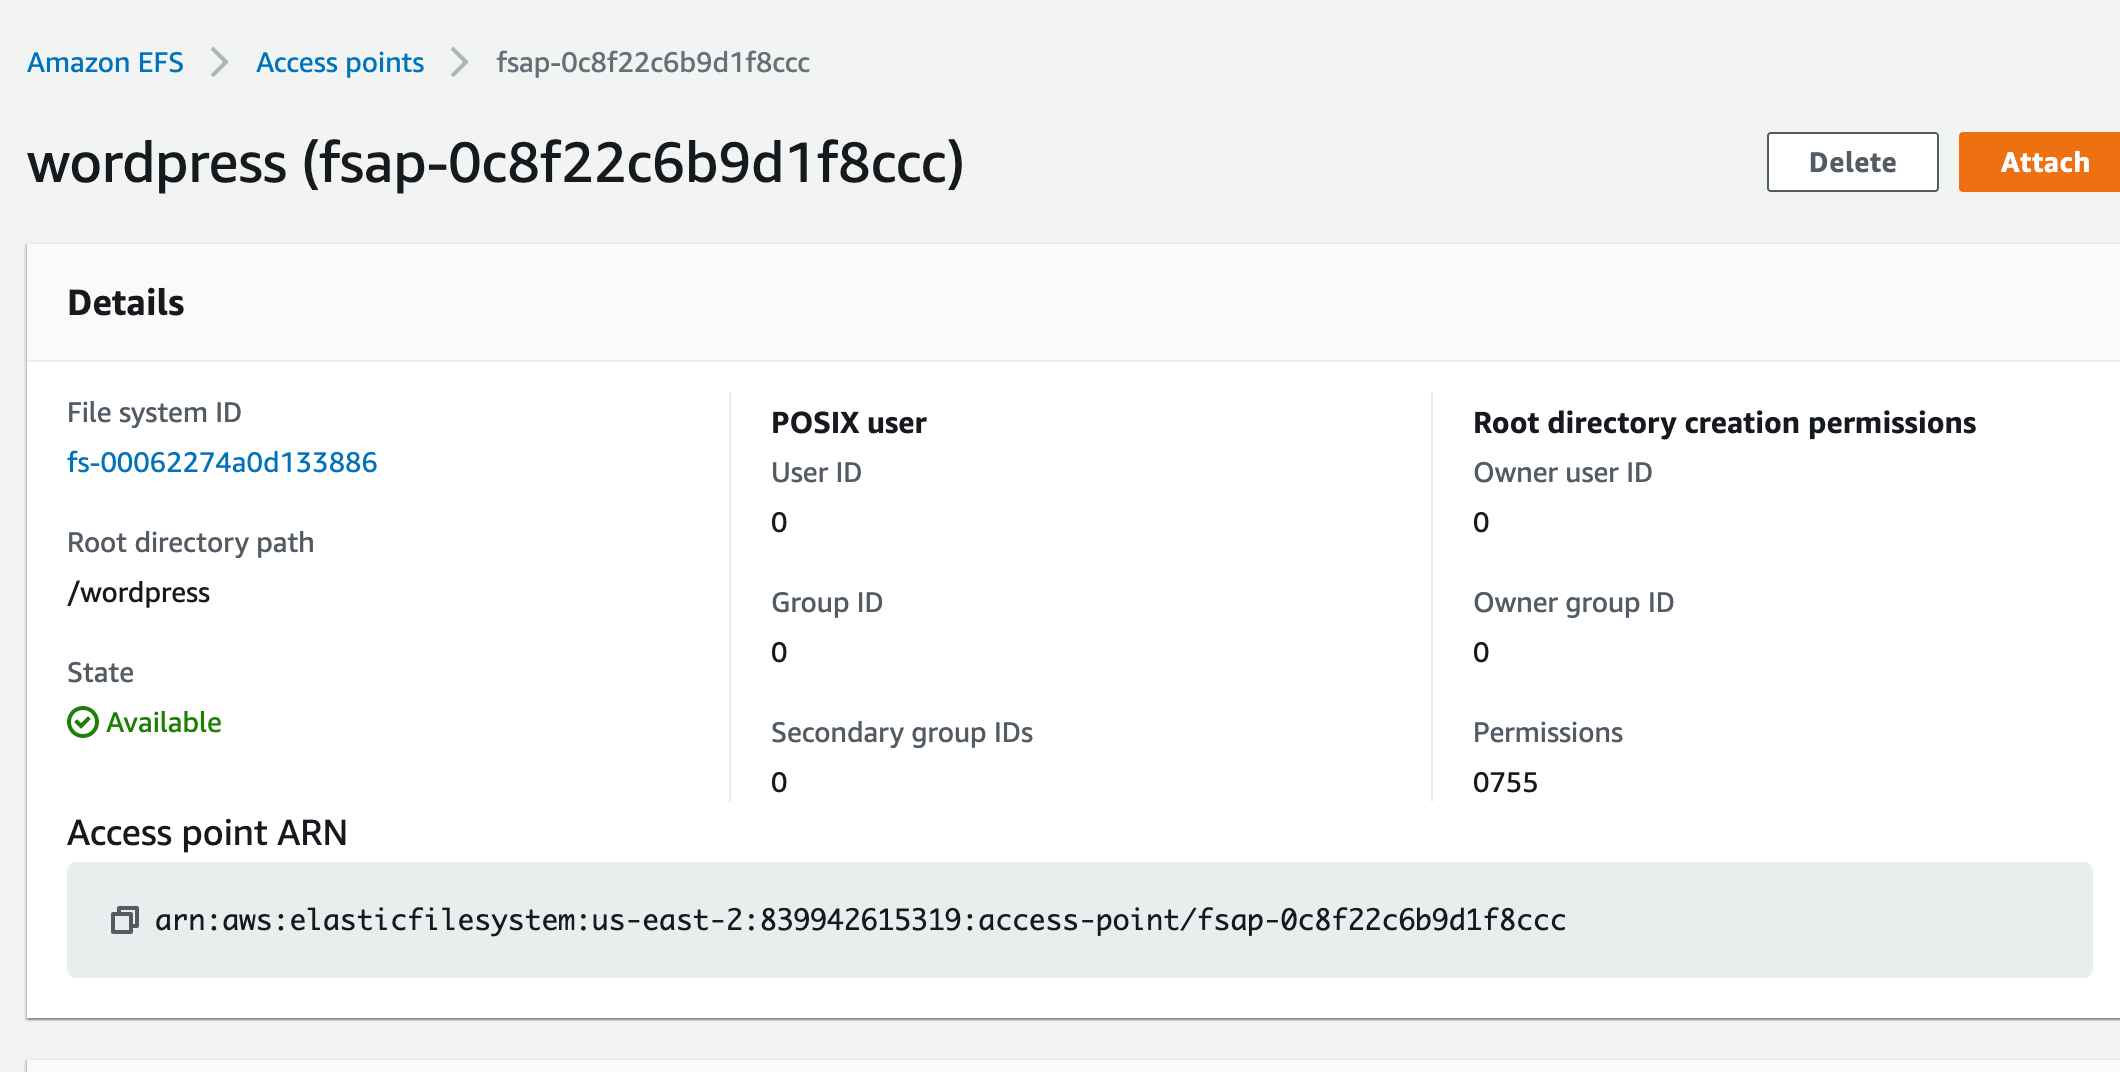 Amazon EFS > Access points > fsap-0c8f22c6b9d1f8ccc
wordpress (fsap-0c8f22c6b9d1f8ccc)
Delete
Attach
Details
File system ID
fs-00062274a0d133886
Root directory path
/wordpress
State
Available
POSIX user
User ID
0
Group ID
0
Secondary group IDs
0
Root directory creation permissions
Owner user ID
0
Owner group ID
0
Permissions
0755
Access point ARN
arn:aws:elasticfilesystem:us-east-2:839942615319:access-point/fsap-0c8f22c6b9d1f8ccc